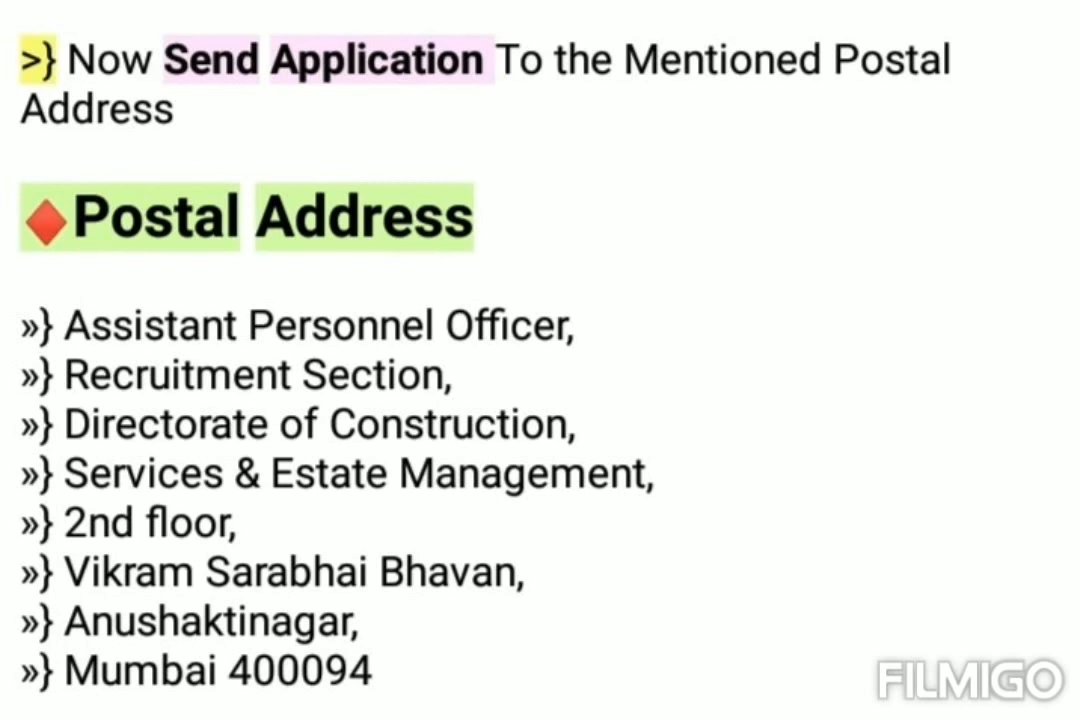 >} Now Send Application To the Mentioned Postal
Address
♦Postal Address
»} Assistant Personnel Officer,
»} Recruitment Section,
»} Directorate of Construction,
»} Services & Estate Management,
»} 2nd floor,
»} Vikram Sarabhai Bhavan,
»} Anushaktinagar,
»} Mumbai 400094
FILMIGO